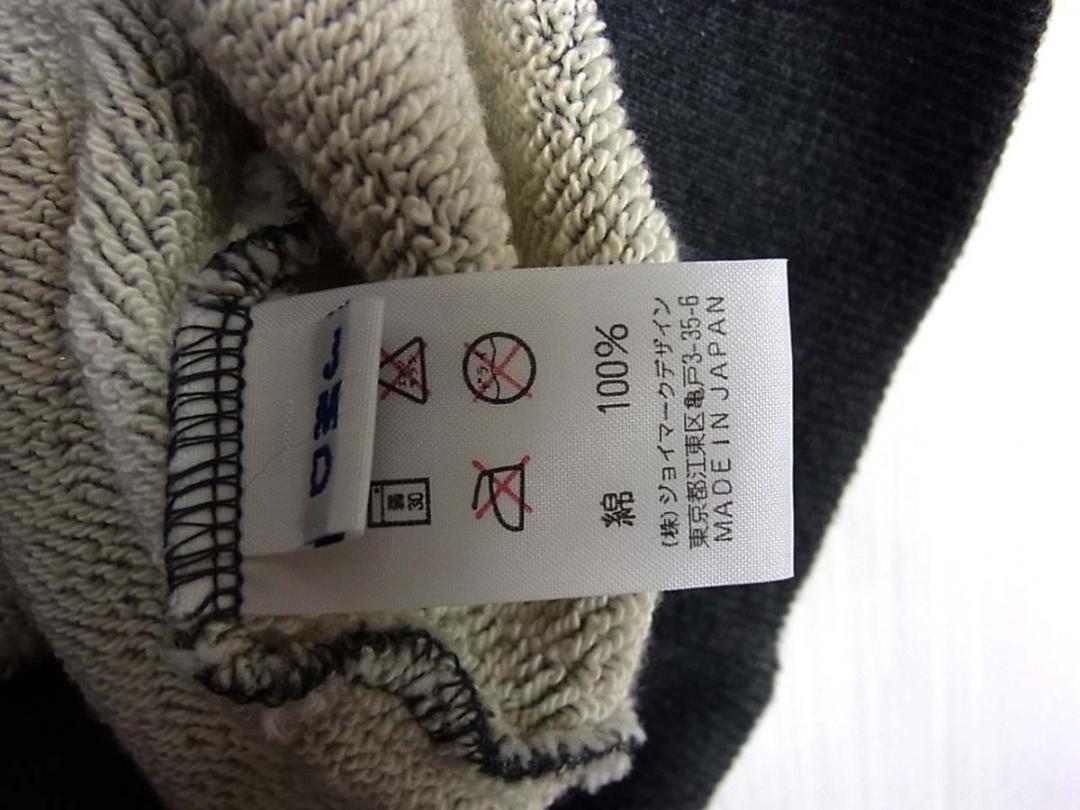 綿 100%
(株)ジョイマークデザイン
東京都江東区亀戸3-35-6
MADE IN JAPAN